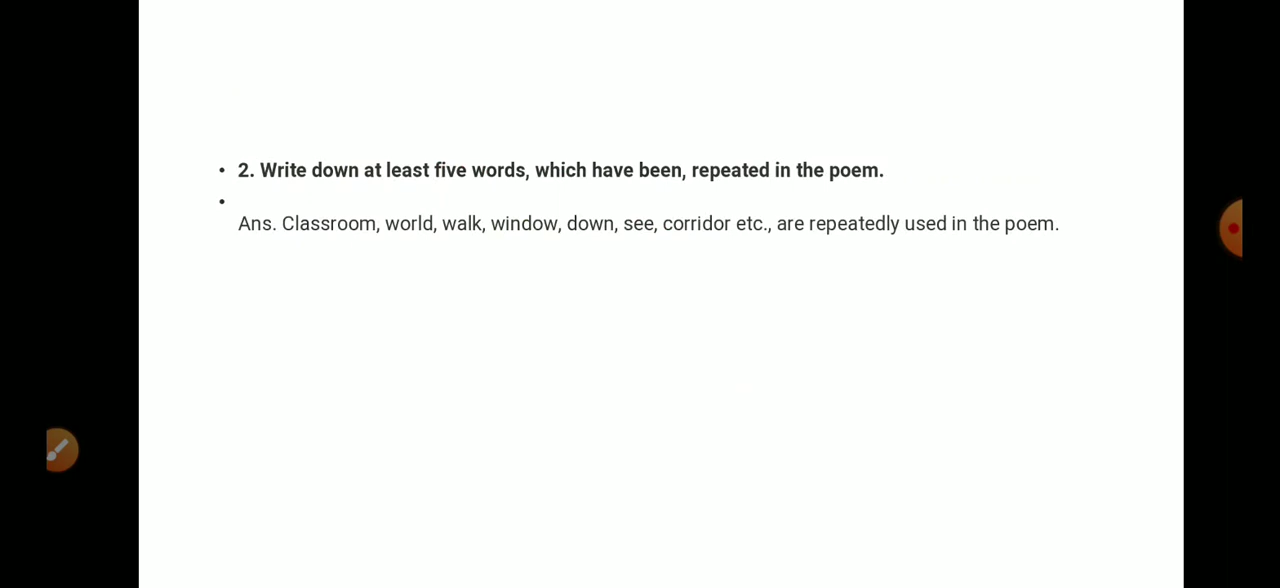 • 2. Write down at least five words, which have been, repeated in the poem.
•
Ans. Classroom, world, walk, window, down, see, corridor etc., are repeatedly used in the poem.